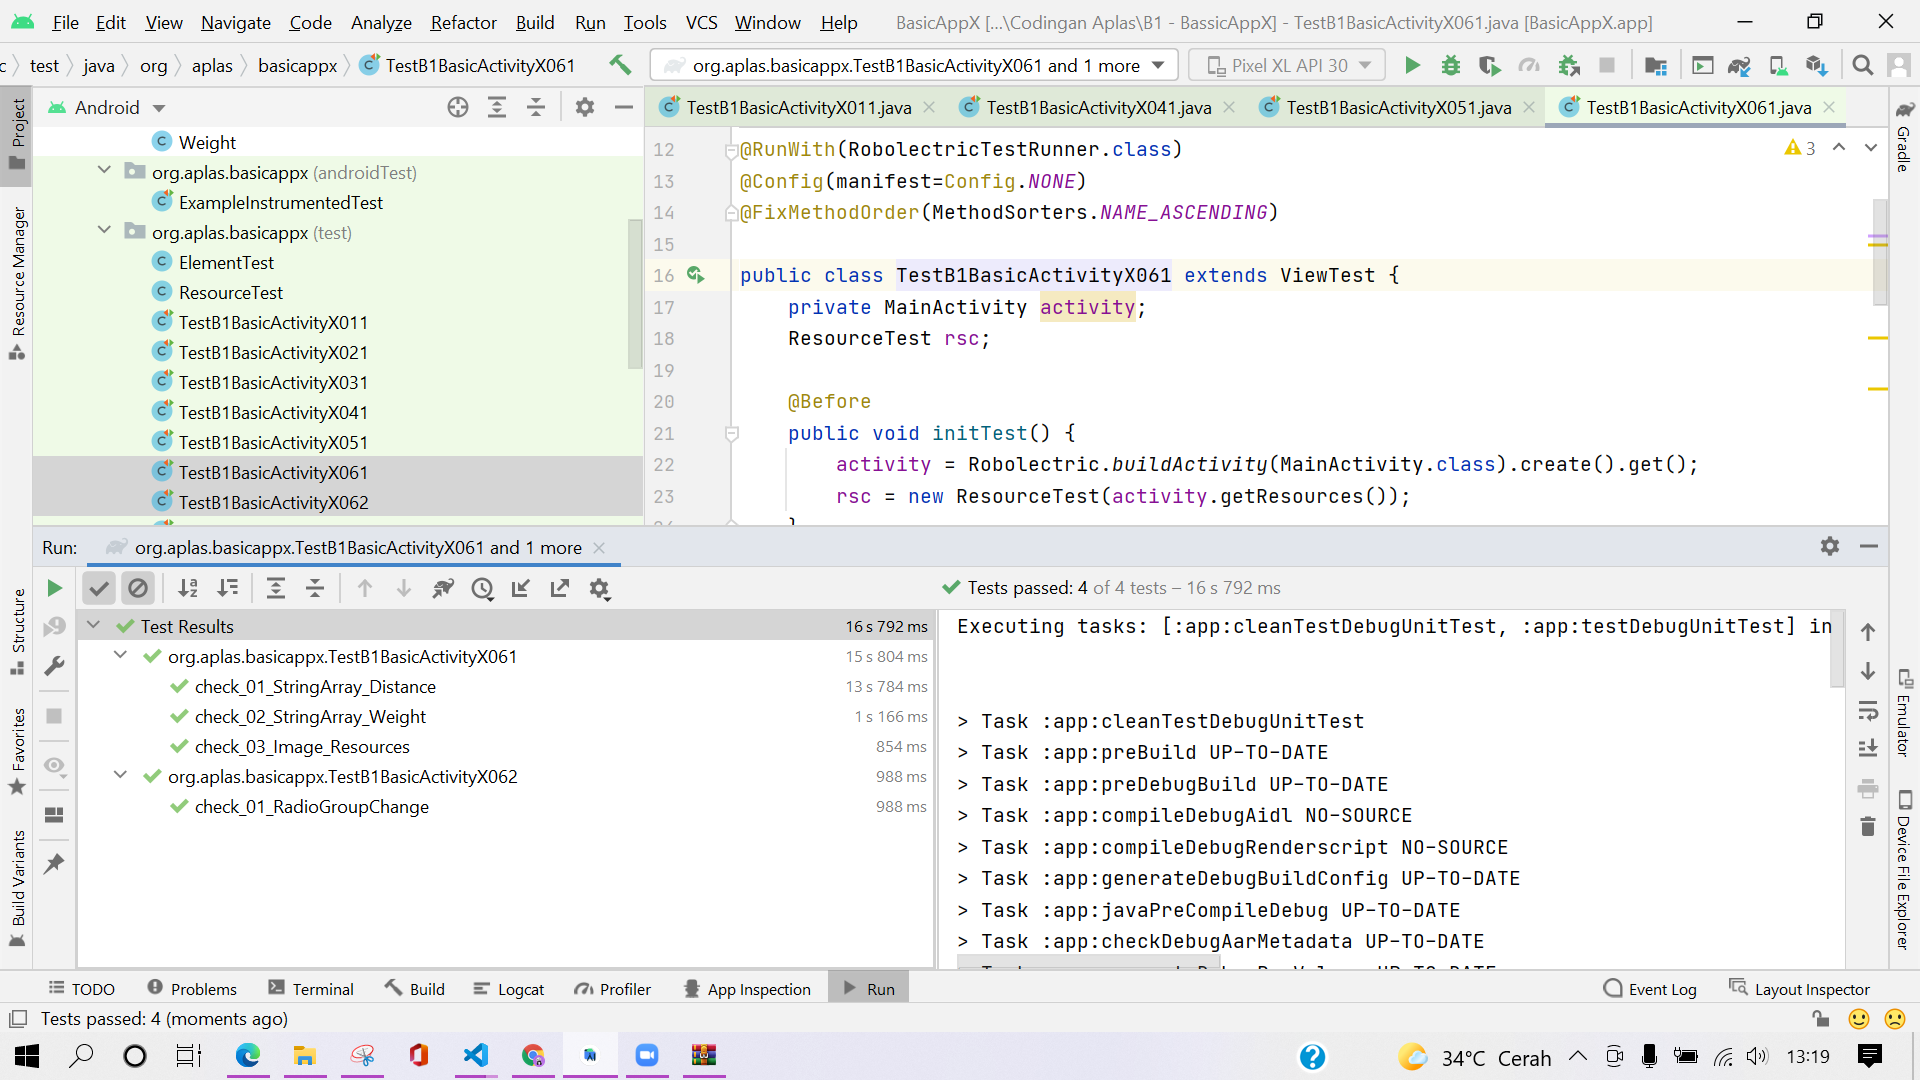 File Edit View Navigate Code Analyze Refactor Build Run Tools VCS Window Help BasicAppX [...\Codingan Aplas\B1 - BassicAppX] - TestB1BasicActivityX061.java [BasicAppX.app]
c test java org aplas basicappx TestB1BasicActivityX061 org.aplas.basicappx.TestB1BasicActivityX061 and 1 more Pixel XL API 30
Project
Resource Manager
Structure
Favorites
Build Variants
Android
TestB1BasicActivityX011.java TestB1BasicActivityX041.java TestB1BasicActivityX051.java TestB1BasicActivityX061.java
Weight
org.aplas.basicappx (androidTest)
ExampleInstrumentedTest
org.aplas.basicappx (test)
ElementTest
ResourceTest
TestB1BasicActivityX011
TestB1BasicActivityX021
TestB1BasicActivityX031
TestB1BasicActivityX041
TestB1BasicActivityX051
TestB1BasicActivityX061
TestB1BasicActivityX062
3
12 @RunWith(RobolectricTestRunner.class)
13 @Config(manifest=Config.NONE)
14 @FixMethodOrder(MethodSorters.NAME_ASCENDING)
15
16 public class TestB1BasicActivityX061 extends ViewTest {
17 private MainActivity activity;
18 ResourceTest rsc;
19
20 @Before
21 public void initTest() {
22 activity = Robolectric.buildActivity(MainActivity.class).create().get();
23 rsc = new ResourceTest(activity.getResources());
Gradle
Emulator
Device File Explorer
Run: org.aplas.basicappx.TestB1BasicActivityX061 and 1 more
Tests passed: 4 of 4 tests – 16 s 792 ms
Test Results 16 s 792 ms
org.aplas.basicappx.TestB1BasicActivityX061 15 s 804 ms
check_01_StringArray_Distance 13 s 784 ms
check_02_StringArray_Weight 1 s 166 ms
check_03_Image_Resources 854 ms
org.aplas.basicappx.TestB1BasicActivityX062 988 ms
check_01_RadioGroupChange 988 ms
Executing tasks: [:app:cleanTestDebugUnitTest, :app:testDebugUnitTest] in
> Task :app:cleanTestDebugUnitTest
> Task :app:preBuild UP-TO-DATE
> Task :app:preDebugBuild UP-TO-DATE
> Task :app:compileDebugAidl NO-SOURCE
> Task :app:compileDebugRenderscript NO-SOURCE
> Task :app:generateDebugBuildConfig UP-TO-DATE
> Task :app:javaPreCompileDebug UP-TO-DATE
> Task :app:checkDebugAarMetadata UP-TO-DATE
TODO Problems Terminal Build Logcat Profiler App Inspection Run Event Log Layout Inspector
Tests passed: 4 (moments ago)
34°C Cerah 13:19